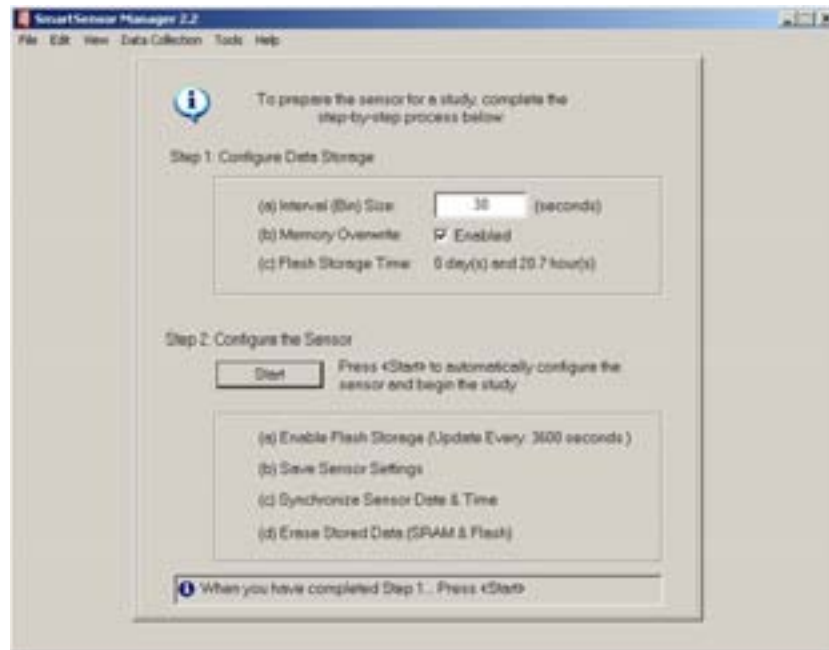 SmartSensor Manager 2.2
File Edit View Data Collection Tools Help
To prepare the sensor for a study, complete the
step-by-step process below:
Step 1: Configure Data Storage
(a) Interval (Bin) Size: 30 (seconds)
(b) Memory Overwrite: Enabled
(c) Flash Storage Time: 0 day(s) and 20.7 hour(s)
Step 2: Configure the Sensor
Start
Press <Start> to automatically configure the
sensor and begin the study
(a) Enable Flash Storage (Update Every: 3600 seconds )
(b) Save Sensor Settings
(c) Synchronize Sensor Date & Time
(d) Erase Stored Data (SRAM & Flash)
When you have completed Step 1... Press <Start>